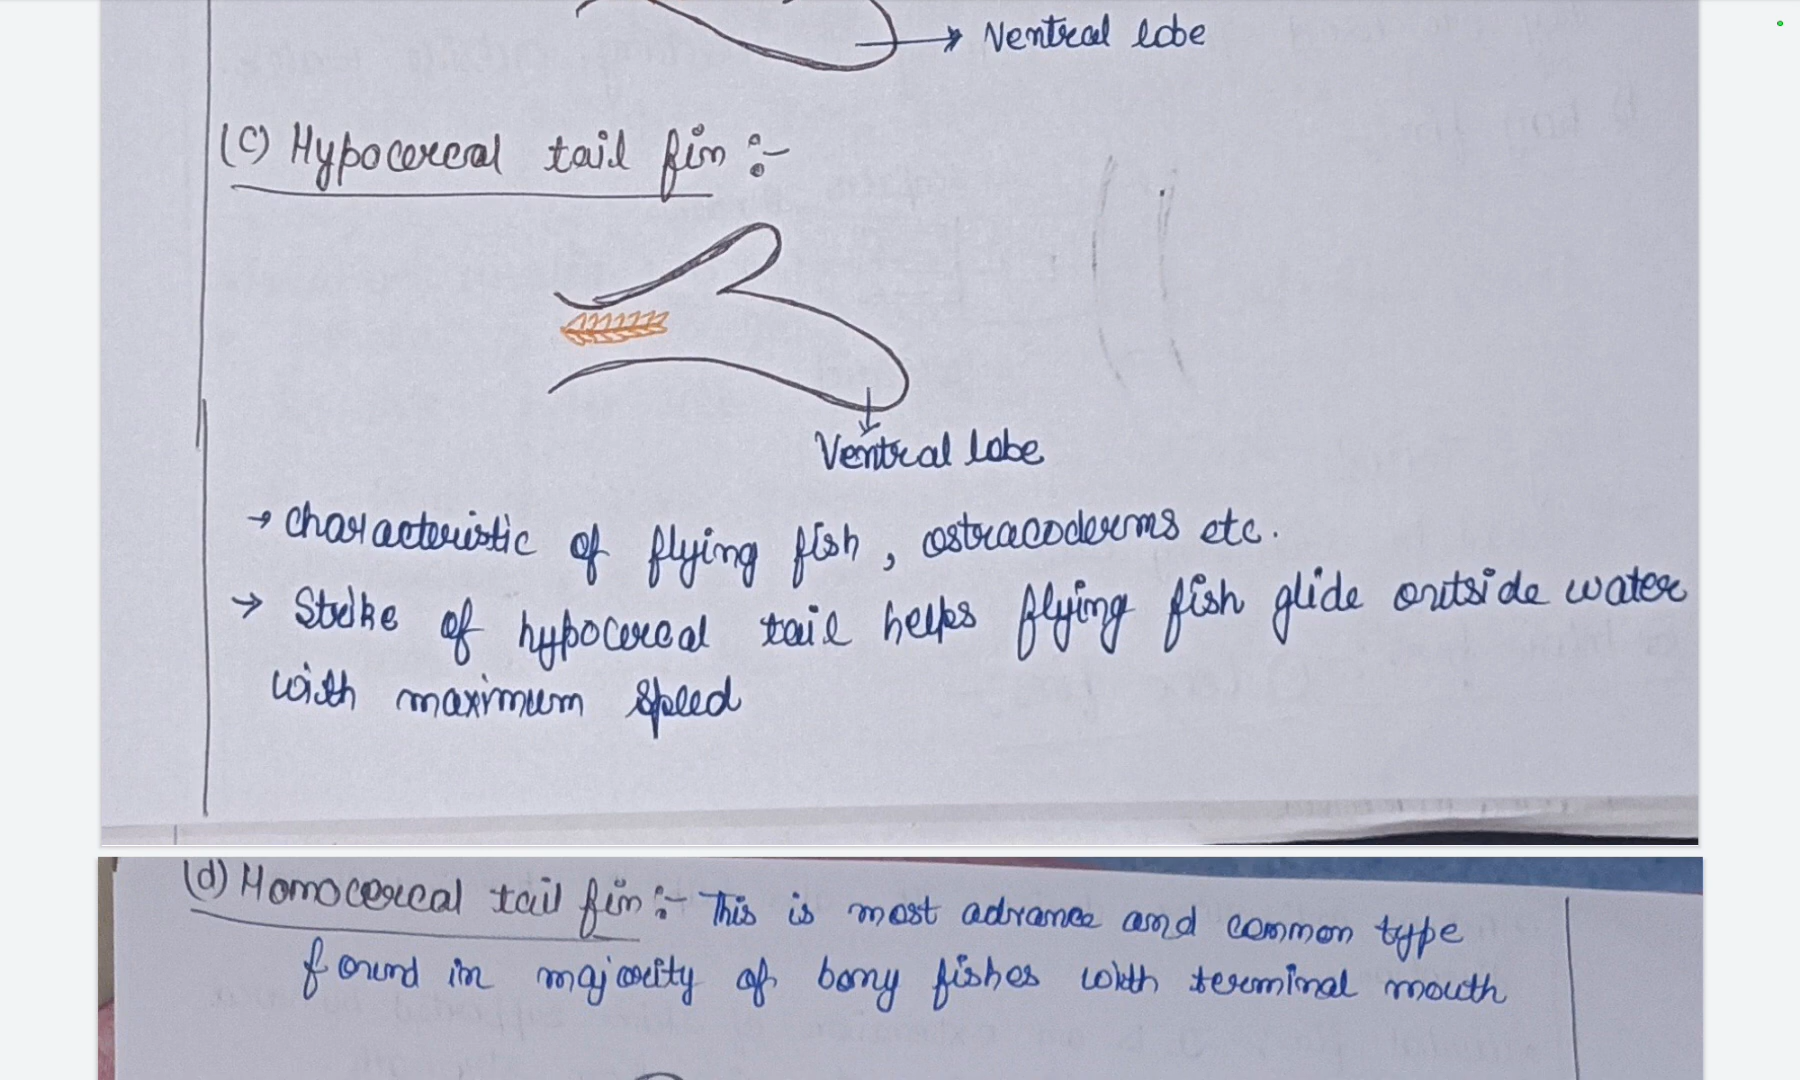 Ventral lobe
(C) Hypocercal tail fin :-
Ventral lobe
→ characteristic of flying fish, ostracoderms etc.
→ Strike of hypocercal tail helps flying fish glide outside water
with maximum speed
(d) Homocercal tail fin :- This is most advance and common type
found in majority of bony fishes with terminal mouth